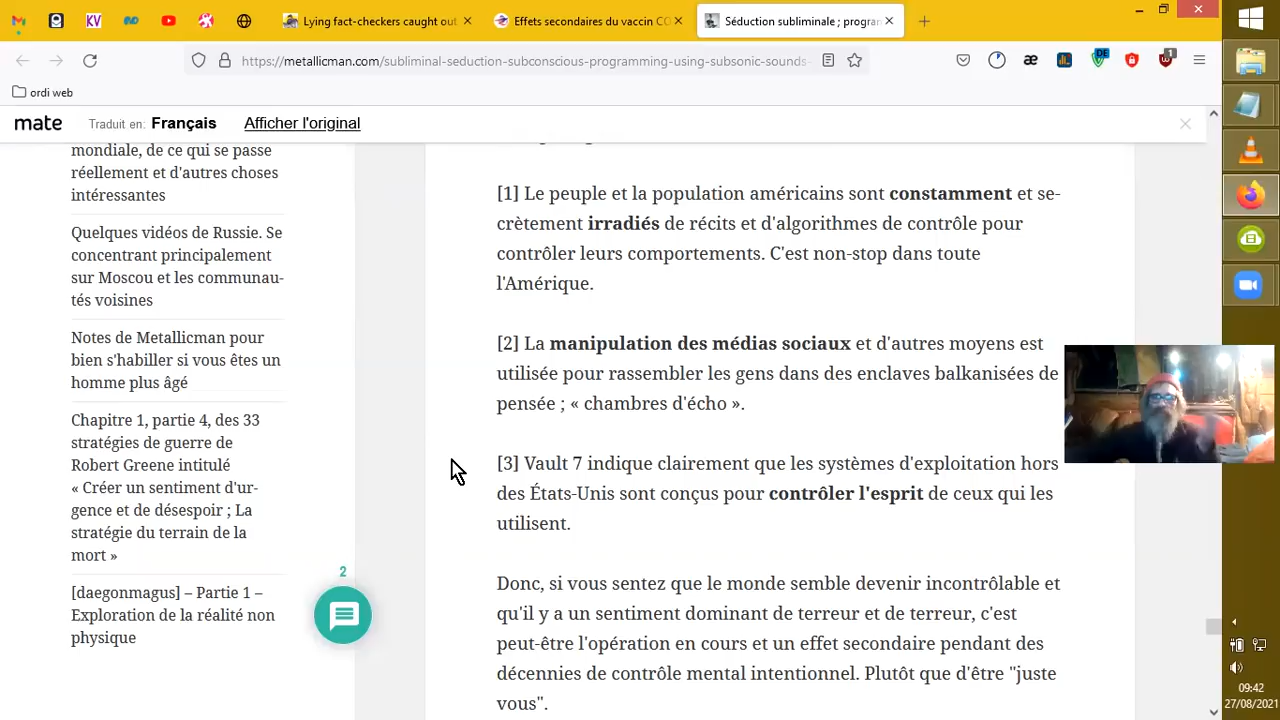 Lying fact-checkers caught out
Effets secondaires du vaccin CO
Séduction subliminale ; program
https://metallicman.com/subliminal-seduction-subconscious-programming-using-subsonic-sounds-
ordi web
mate
Traduit en: Français
Afficher l'original
mondiale, de ce qui se passe
réellement et d'autres choses
intéressantes
Quelques vidéos de Russie. Se
concentrant principalement
sur Moscou et les communau-
tés voisines
Notes de Metallicman pour
bien s'habiller si vous êtes un
homme plus âgé
Chapitre 1, partie 4, des 33
stratégies de guerre de
Robert Greene intitulé
« Créer un sentiment d'ur-
gence et de désespoir ; La
stratégie du terrain de la
mort »
[daegonmagus] – Partie 1 –
Exploration de la réalité non
physique
2
[1] Le peuple et la population américains sont constamment et se-
crètement irradiés de récits et d'algorithmes de contrôle pour
contrôler leurs comportements. C'est non-stop dans toute
l'Amérique.
[2] La manipulation des médias sociaux et d'autres moyens est
utilisée pour rassembler les gens dans des enclaves balkanisées de
pensée ; « chambres d'écho ».
[3] Vault 7 indique clairement que les systèmes d'exploitation hors
des États-Unis sont conçus pour contrôler l'esprit de ceux qui les
utilisent.
Donc, si vous sentez que le monde semble devenir incontrôlable et
qu'il y a un sentiment dominant de terreur et de terreur, c'est
peut-être l'opération en cours et un effet secondaire pendant des
décennies de contrôle mental intentionnel. Plutôt que d'être "juste
vous".
KV
æ
DE
1
09:42
27/08/2021